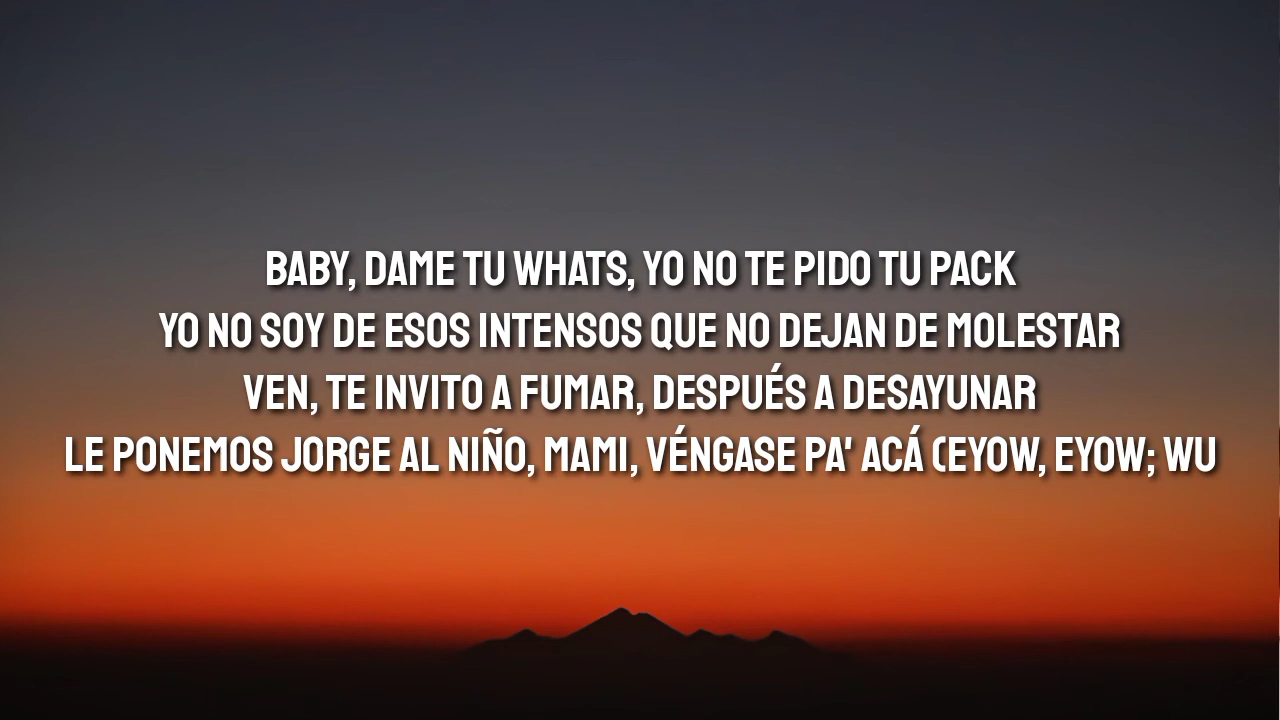 BABY, DAME TU WHATS, YO NO TE PIDO TU PACK
YO NO SOY DE ESOS INTENSOS QUE NO DEJAN DE MOLESTAR
VEN, TE INVITO A FUMAR, DESPUÉS A DESAYUNAR
LE PONEMOS JORGE AL NIÑO, MAMI, VÉNGASE PA' ACÁ (EYOW, EYOW; WU